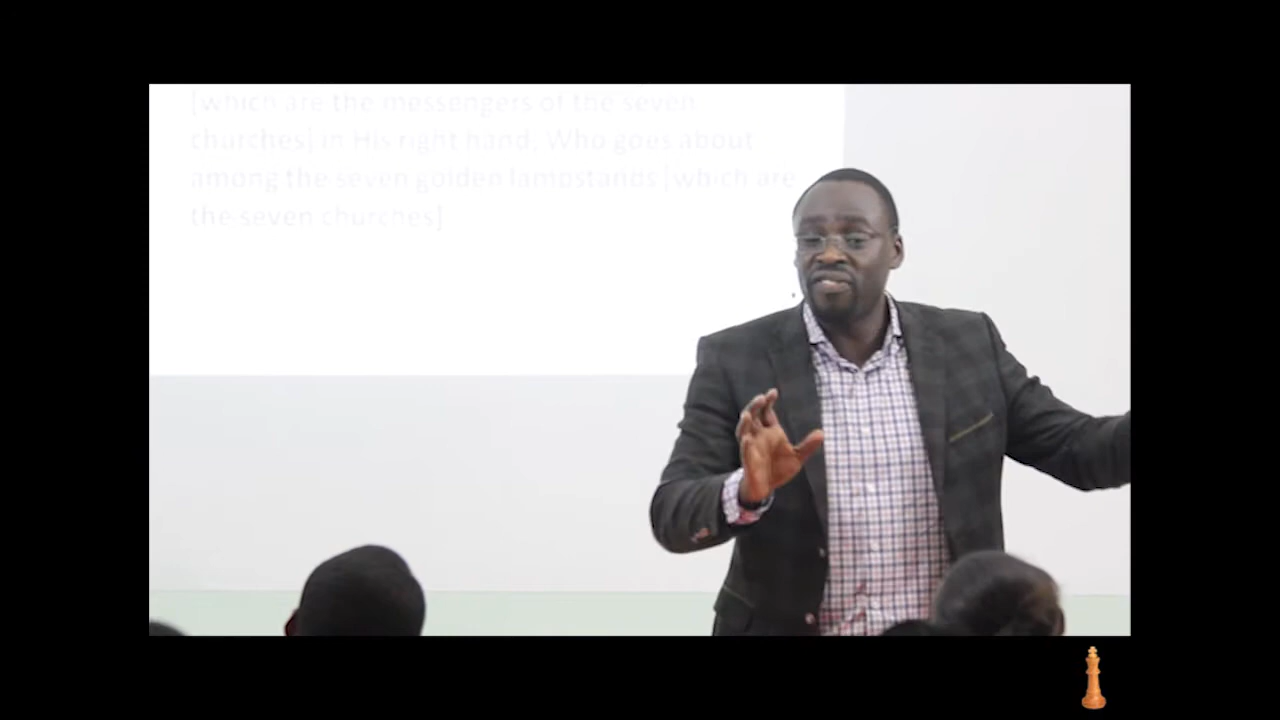 [which are the messengers of the seven
churches] in His right hand, Who goes about
among the seven golden lampstands [which are
the seven churches]